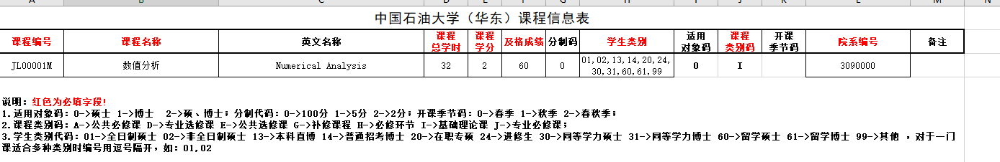 A B C D E F G H I J K L M N
中国石油大学（华东）课程信息表
课程编号 课程名称 英文名称 课程总学时 课程学分 及格成绩 分制码 学生类别 适用对象码 课程类别码 开课季节码 院系编号 备注
JL00001M 数值分析 Numerical Analysis 32 2 60 0 01,02,13,14,20,24,30,31,60,61,99 0 I 3090000
说明：红色为必填字段!
1.适用对象码：0->硕士 1->博士 2->硕、博士；分制代码：0->100分 1->5分 2->2分；开课季节码：0->春季 1->秋季 2->春秋季；
2.课程类别码：A->公共必修课 D->专业选修课 E->公共选修课 G->补修课程 H->必修环节 I->基础理论课 J->专业必修课；
3.学生类别代码：01->全日制硕士 02->非全日制硕士 13->本科直博 14->普通招考博士 20->在职专硕 24->进修生 30->同等学力硕士 31->同等学力博士 60->留学硕士 61->留学博士 99->其他 ，对于一门
课适合多种类别时编号用逗号隔开，如：01,02